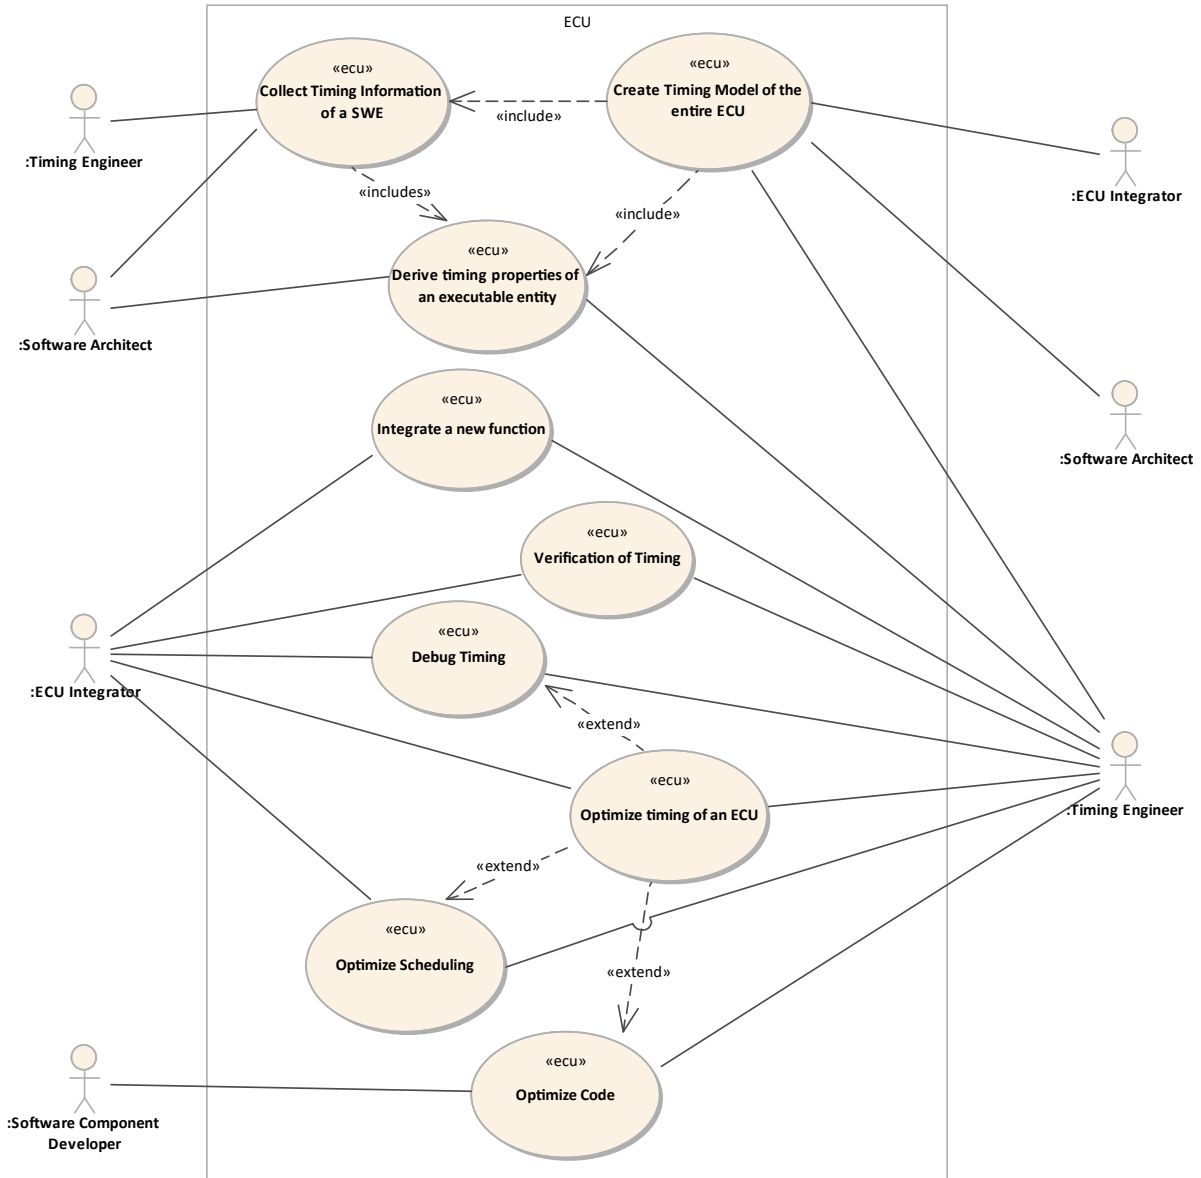 ECU
«ecu»
Collect Timing Information
of a SWE
«ecu»
Create Timing Model of the
entire ECU
«include»
:Timing Engineer
:ECU Integrator
«includes»
«include»
«ecu»
Derive timing properties of
an executable entity
:Software Architect
«ecu»
Integrate a new function
:Software Architect
«ecu»
Verification of Timing
«ecu»
Debug Timing
:ECU Integrator
«extend»
«ecu»
Optimize timing of an ECU
:Timing Engineer
«extend»
«ecu»
Optimize Scheduling
«extend»
«ecu»
Optimize Code
:Software Component
Developer